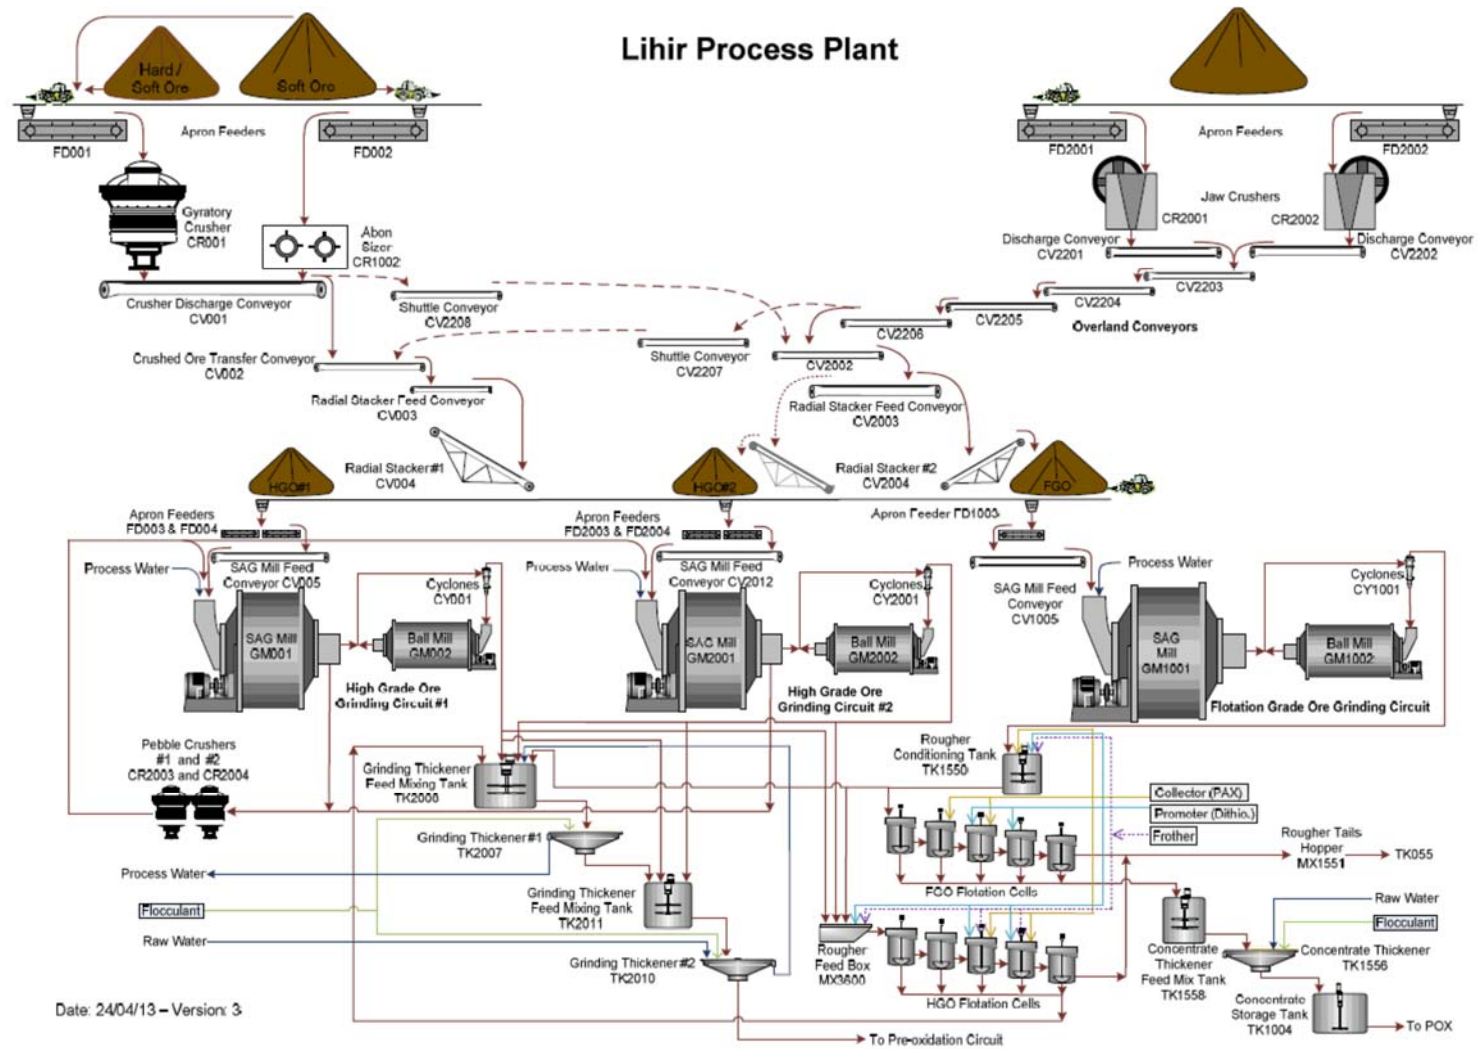 Lihir Process Plant
Hard /
Soft Ore
Soft Ore
Apron Feeders
FD001
FD002
Apron Feeders
FD2001
FD2002
Gyratory
Crusher
CR001
Abon
Sizer
CR1002
Jaw Crushers
CR2001
CR2002
Discharge Conveyor
CV2201
Discharge Conveyor
CV2202
Crusher Discharge Conveyor
CV001
Shuttle Conveyor
CV2208
CV2203
CV2204
CV2205
CV2206
Overland Conveyors
Crushed Ore Transfer Conveyor
CV002
Shuttle Conveyor
CV2207
CV2002
Radial Stacker Feed Conveyor
CV003
Radial Stacker Feed Conveyor
CV2003
HGO#1
Radial Stacker #1
CV004
HGO#2
Radial Stacker #2
CV2004
FGO
Apron Feeders
FD003 & FD004
Apron Feeders
FD2003 & FD2004
Apron Feeder FD1003
Process Water
SAG Mill Feed
Conveyor CV005
Cyclones
CY001
Process Water
SAG Mill Feed
Conveyor CV2012
Cyclones
CY2001
SAG Mill Feed
Conveyor
CV1005
Process Water
Cyclones
CY1001
SAG Mill
GM001
Ball Mill
GM002
SAG Mill
GM2001
Ball Mill
GM2002
SAG
Mill
GM1001
Ball Mill
GM1002
High Grade Ore
Grinding Circuit #1
High Grade Ore
Grinding Circuit #2
Flotation Grade Ore Grinding Circuit
Pebble Crushers
#1 and #2
CR2003 and CR2004
Grinding Thickener
Feed Mixing Tank
TK2006
Rougher
Conditioning Tank
TK1550
Collector (PAX)
Promoter (Dithio.)
Frother
Grinding Thickener #1
TK2007
Rougher Tails
Hopper
MX1551
TK055
Process Water
Grinding Thickener
Feed Mixing Tank
TK2011
FGO Flotation Cells
Flocculant
Raw Water
Raw Water
Flocculant
Grinding Thickener #2
TK2010
Rougher
Feed Box
MX3600
Concentrate
Thickener
Feed Mix Tank
TK1558
Concentrate Thickener
TK1556
HGO Flotation Cells
Concentrate
Storage Tank
TK1004
To POX
Date: 24/04/13 – Version: 3
To Pre-oxidation Circuit